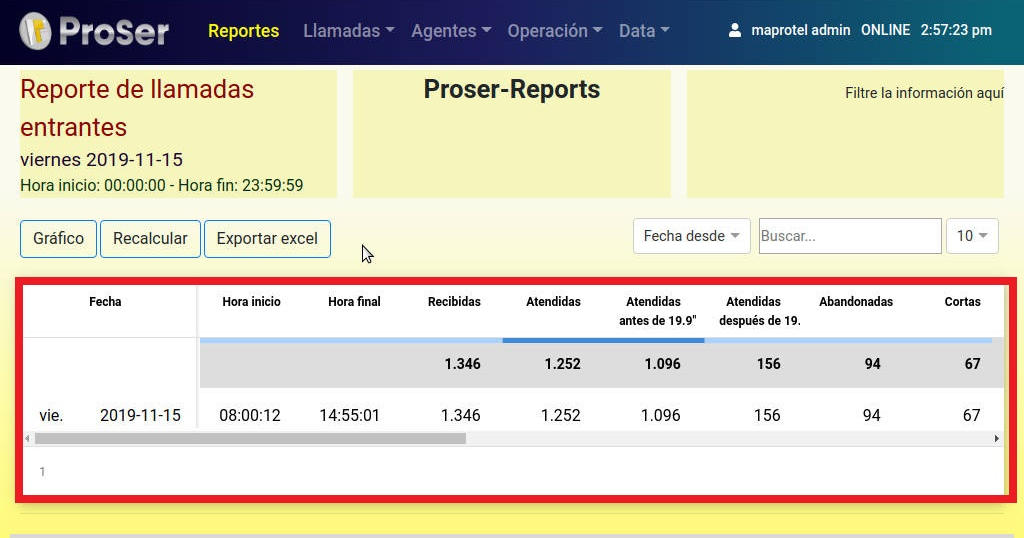 ProSer Reportes Llamadas Agentes Operación Data maprotel admin ONLINE 2:57:23 pm
Reporte de llamadas
entrantes
viernes 2019-11-15
Hora inicio: 00:00:00 - Hora fin: 23:59:59
Proser-Reports
Filtre la información aquí
Gráfico Recalcular Exportar excel Fecha desde Buscar... 10
Fecha Hora inicio Hora final Recibidas Atendidas Atendidas Atendidas Abandonadas Cortas
antes de 19.9" después de 19.
1.346 1.252 1.096 156 94 67
vie. 2019-11-15 08:00:12 14:55:01 1.346 1.252 1.096 156 94 67
1